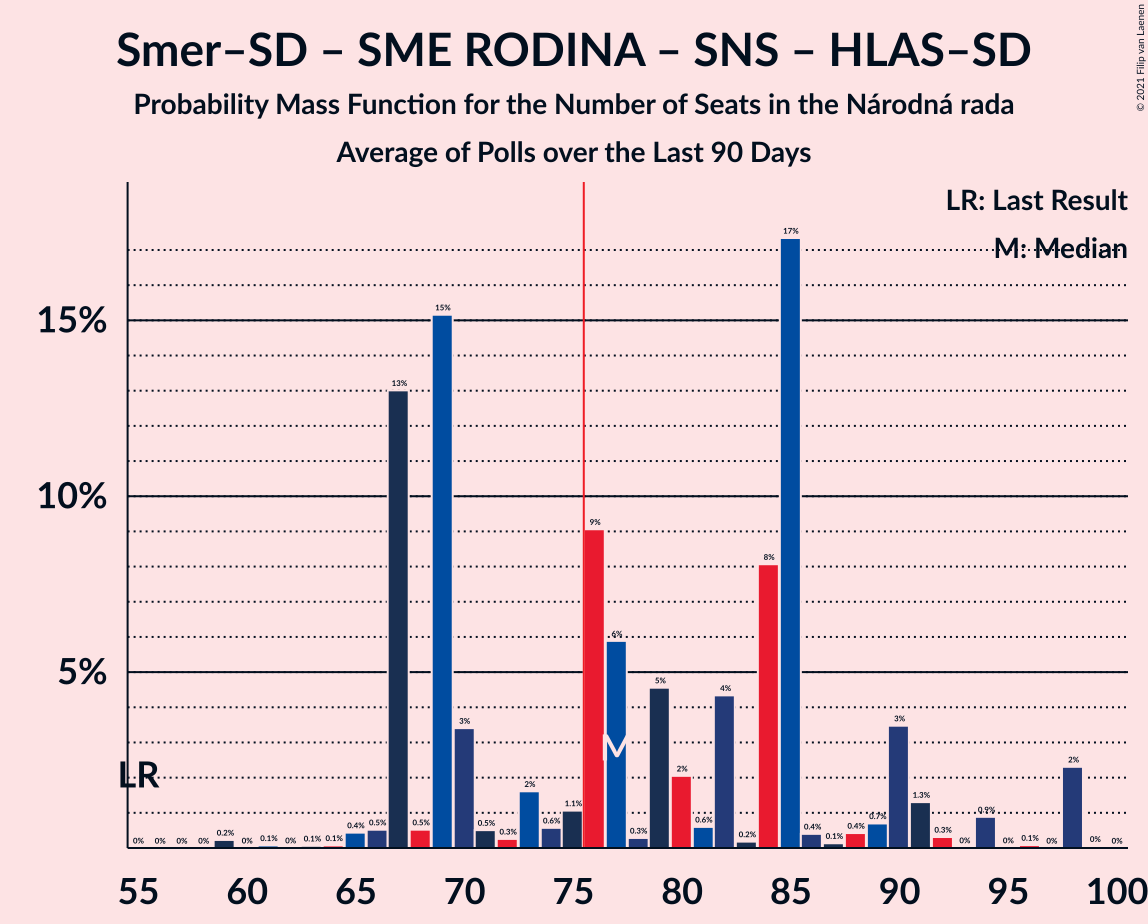 Smer–SD – SME RODINA – SNS – HLAS–SD
Probability Mass Function for the Number of Seats in the Národná rada
Average of Polls over the Last 90 Days
© 2021 Filip van Laenen
LR: Last Result
M: Median
15%
10%
5%
LR
M
0% 0% 0% 0% 0.2% 0% 0.1% 0% 0.1% 0.1% 0.4% 0.5% 13% 0.5% 15% 3% 0.5% 0.3% 2% 0.6% 1.1% 9% 6% 0.3% 5% 2% 0.6% 4% 0.2% 8% 17% 0.4% 0.1% 0.4% 0.7% 3% 1.3% 0.3% 0% 0.9% 0% 0.1% 0% 2% 0% 0%
55 60 65 70 75 80 85 90 95 100